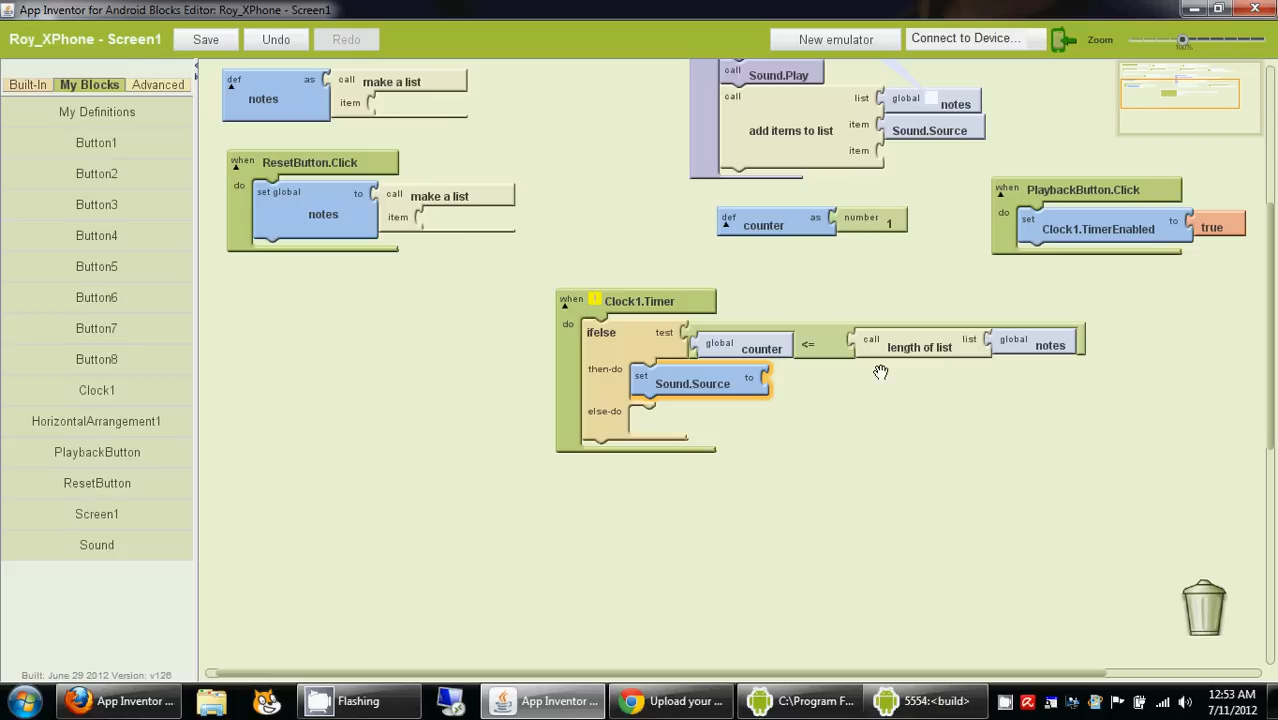 App Inventor for Android Blocks Editor: Roy_XPhone - Screen1
Roy_XPhone - Screen1
Save
Undo
Redo
New emulator
Connect to Device...
Zoom
100%
Built-In
My Blocks
Advanced
My Definitions
Button1
Button2
Button3
Button4
Button5
Button6
Button7
Button8
Clock1
HorizontalArrangement1
PlaybackButton
ResetButton
Screen1
Sound
Built: June 29 2012 Version: v126
def as
notes
call make a list
item
when ResetButton.Click
do
set global to
notes
call make a list
item
call Sound.Play
call list
add items to list
item
item
global notes
Sound.Source
def as
counter
number
1
when PlaybackButton.Click
do
set to
Clock1.TimerEnabled
true
when Clock1.Timer
do
ifelse test
global counter
<=
call list
length of list
global notes
then-do
set to
Sound.Source
else-do
App Inventor ...
Flashing
App Inventor ...
Upload your ...
C:\Program F...
5554:<build>
12:53 AM
7/11/2012